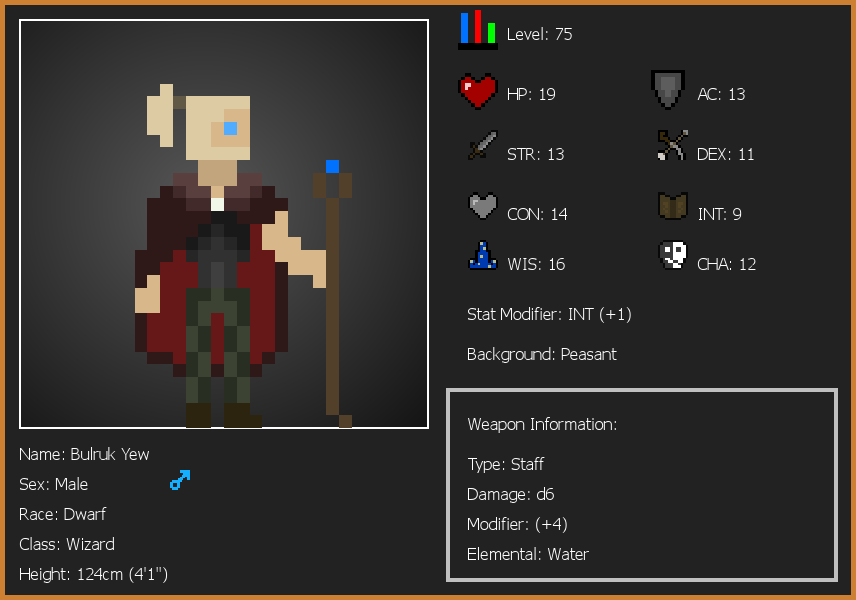 Level: 75
HP: 19
AC: 13
STR: 13
DEX: 11
CON: 14
INT: 9
WIS: 16
CHA: 12
Stat Modifier: INT (+1)
Background: Peasant
Weapon Information:
Type: Staff
Damage: d6
Modifier: (+4)
Elemental: Water
Name: Bulruk Yew
Sex: Male
Race: Dwarf
Class: Wizard
Height: 124cm (4'1")